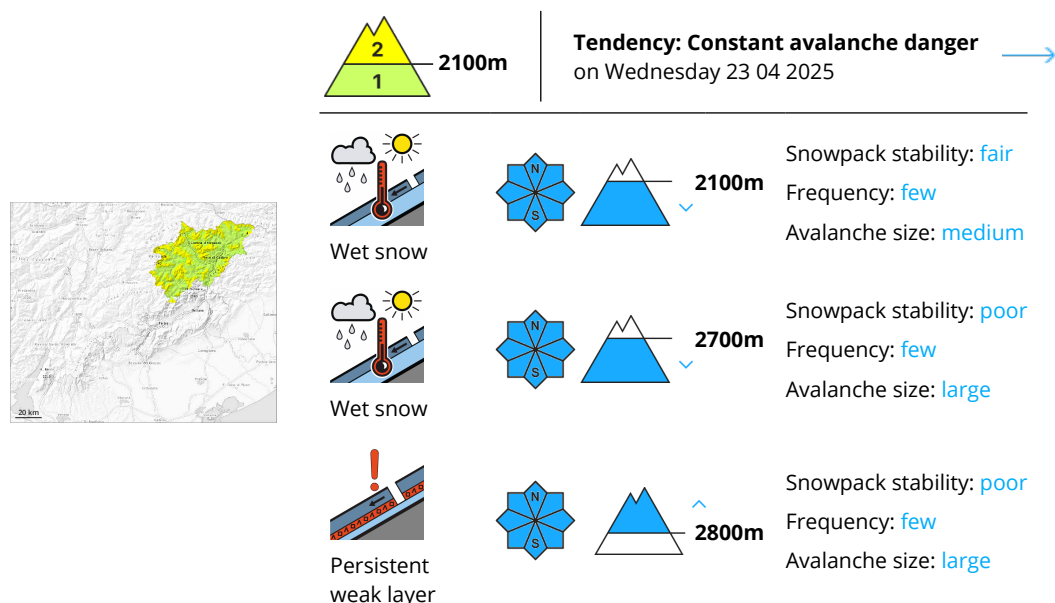 2
1
2100m
Tendency: Constant avalanche danger
on Wednesday 23 04 2025
20 km
Wet snow
N
S
2100m
Snowpack stability: fair
Frequency: few
Avalanche size: medium
Wet snow
N
S
2700m
Snowpack stability: poor
Frequency: few
Avalanche size: large
Persistent
weak layer
N
S
2800m
Snowpack stability: poor
Frequency: few
Avalanche size: large